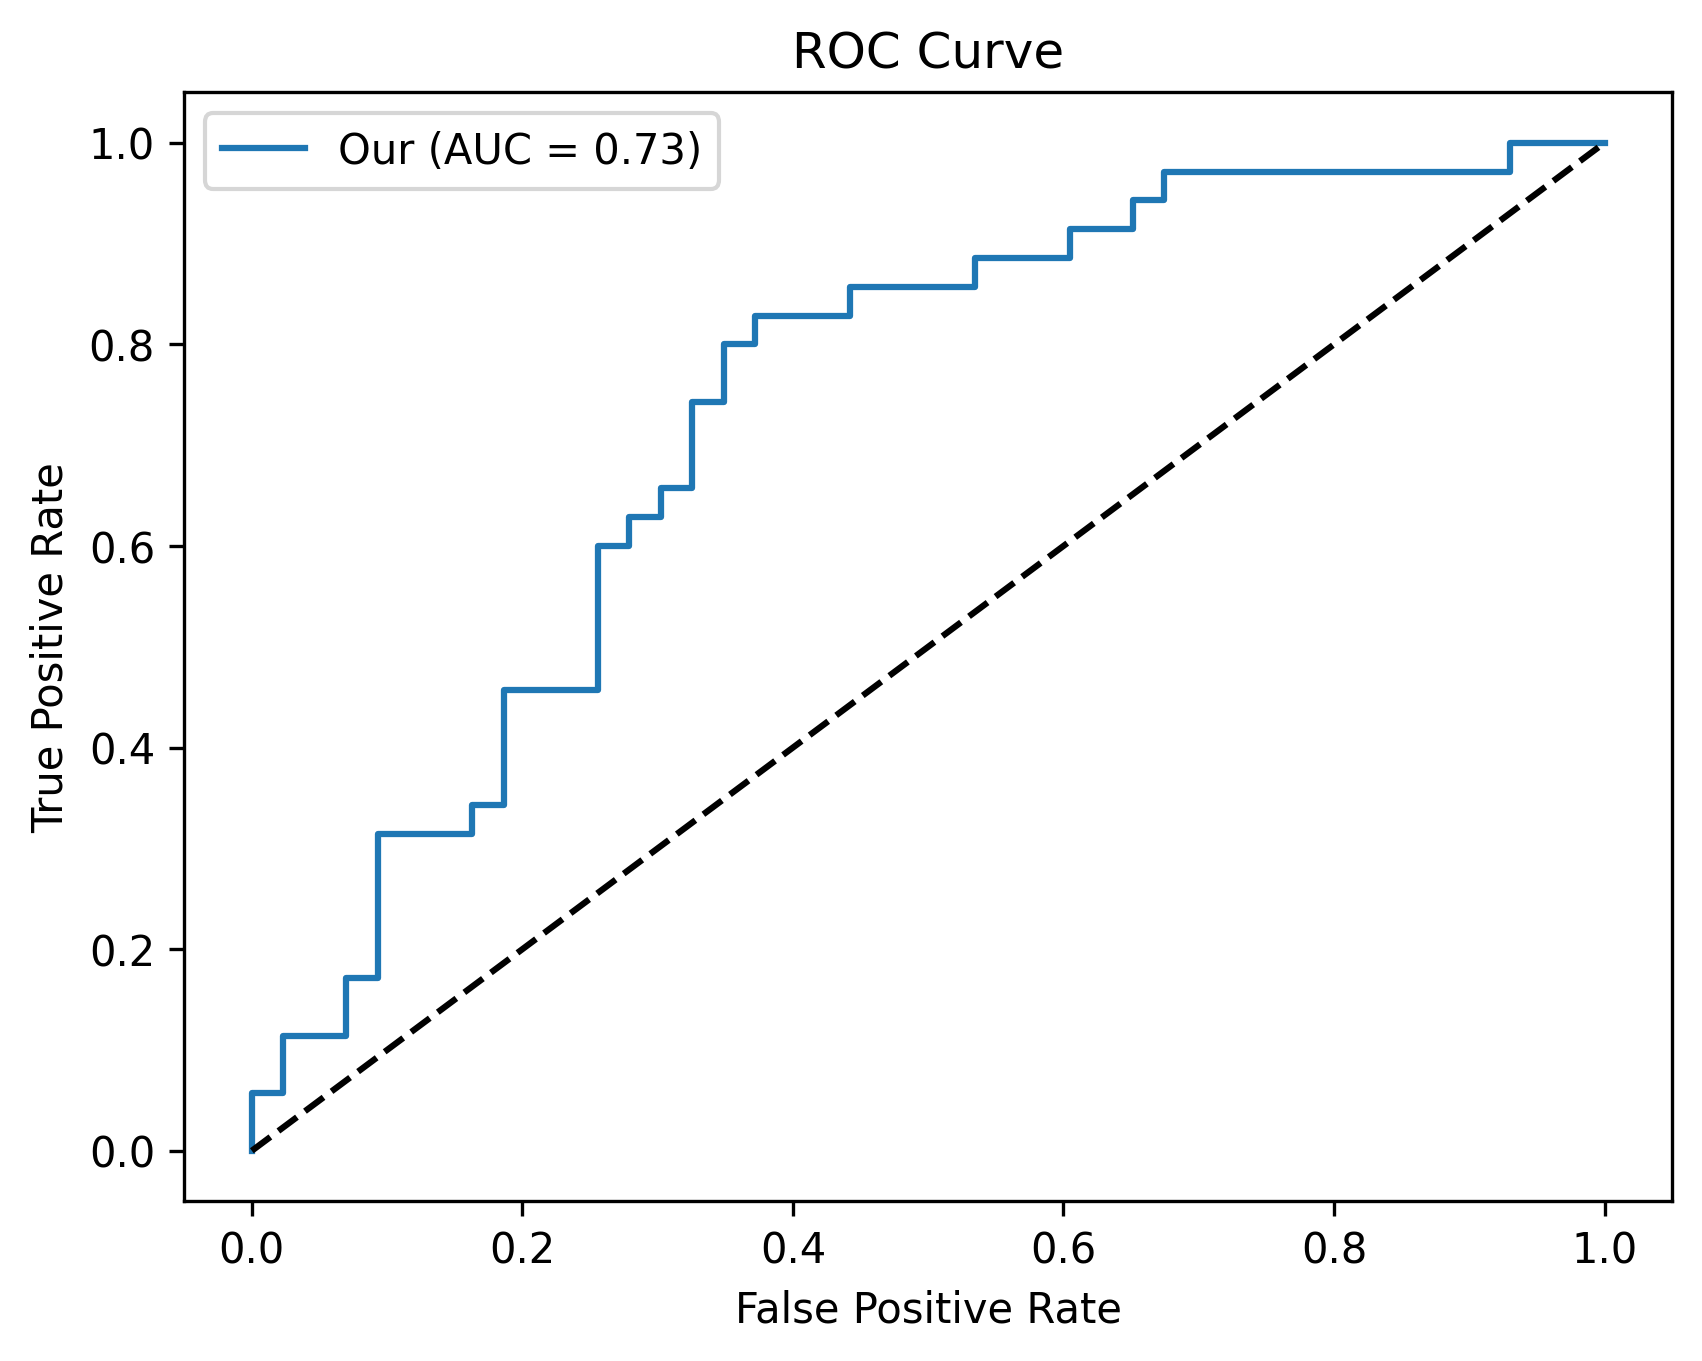 ROC Curve
Our (AUC = 0.73)
1.0
0.8
0.6
0.4
0.2
0.0
True Positive Rate
0.0 0.2 0.4 0.6 0.8 1.0
False Positive Rate